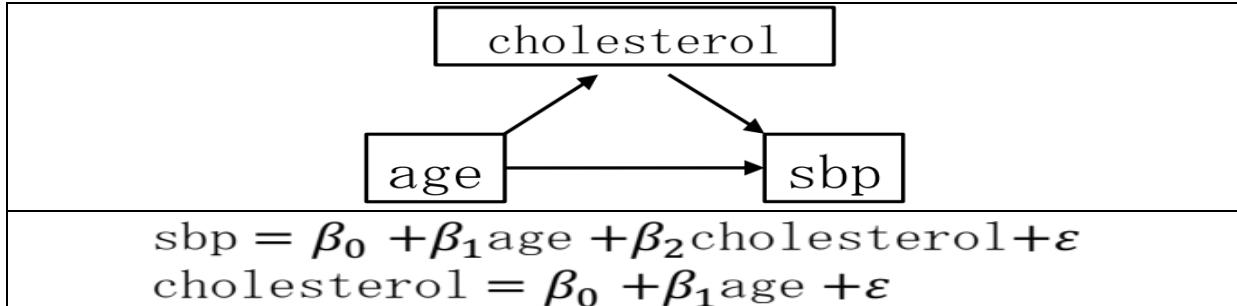 cholesterol
age
sbp
sbp = β₀ +β₁age +β₂cholesterol+ε
cholesterol = β₀ +β₁age +ε